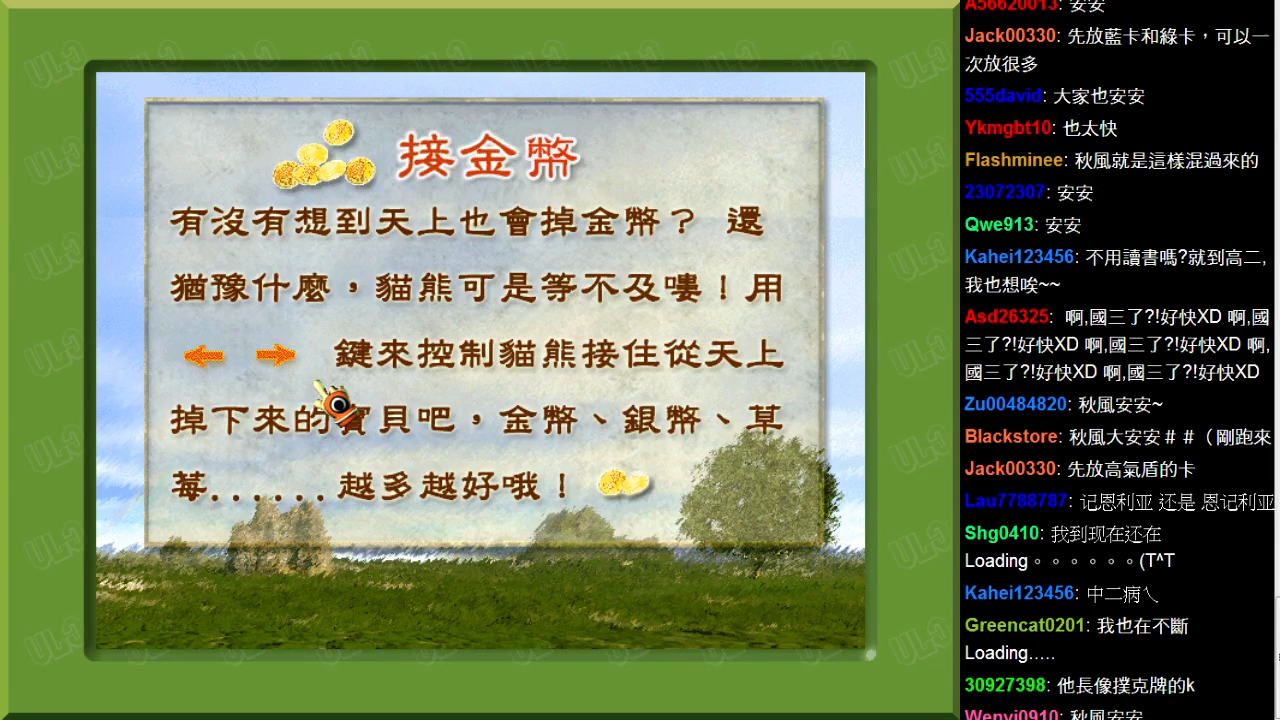 接金幣
有沒有想到天上也會掉金幣？ 還
猶豫什麼，貓熊可是等不及嘍！用
鍵來控制貓熊接住從天上
掉下來的寶貝吧，金幣、銀幣、草
莓......越多越好哦！
A56620013: 安安
Jack00330: 先放藍卡和綠卡，可以一
次放很多
555david: 大家也安安
Ykmgbt10: 也太快
Flashminee: 秋風就是這樣混過來的
23072307: 安安
Qwe913: 安安
Kahei123456: 不用讀書嗎?就到高二,
我也想唉~~
Asd26325: 啊,國三了?!好快XD 啊,國
三了?!好快XD 啊,國三了?!好快XD 啊,
國三了?!好快XD 啊,國三了?!好快XD
Zu00484820: 秋風安安~
Blackstore: 秋風大安安＃＃（剛跑來
Jack00330: 先放高氣盾的卡
Lau7788787: 记恩利亚 还是 恩记利亚
Shg0410: 我到现在还在
Loading。。。。。。(T^T
Kahei123456: 中二病乀
Greencat0201: 我也在不斷
Loading.....
30927398: 他長像撲克牌的k
Wenyi0910: 秋風安安